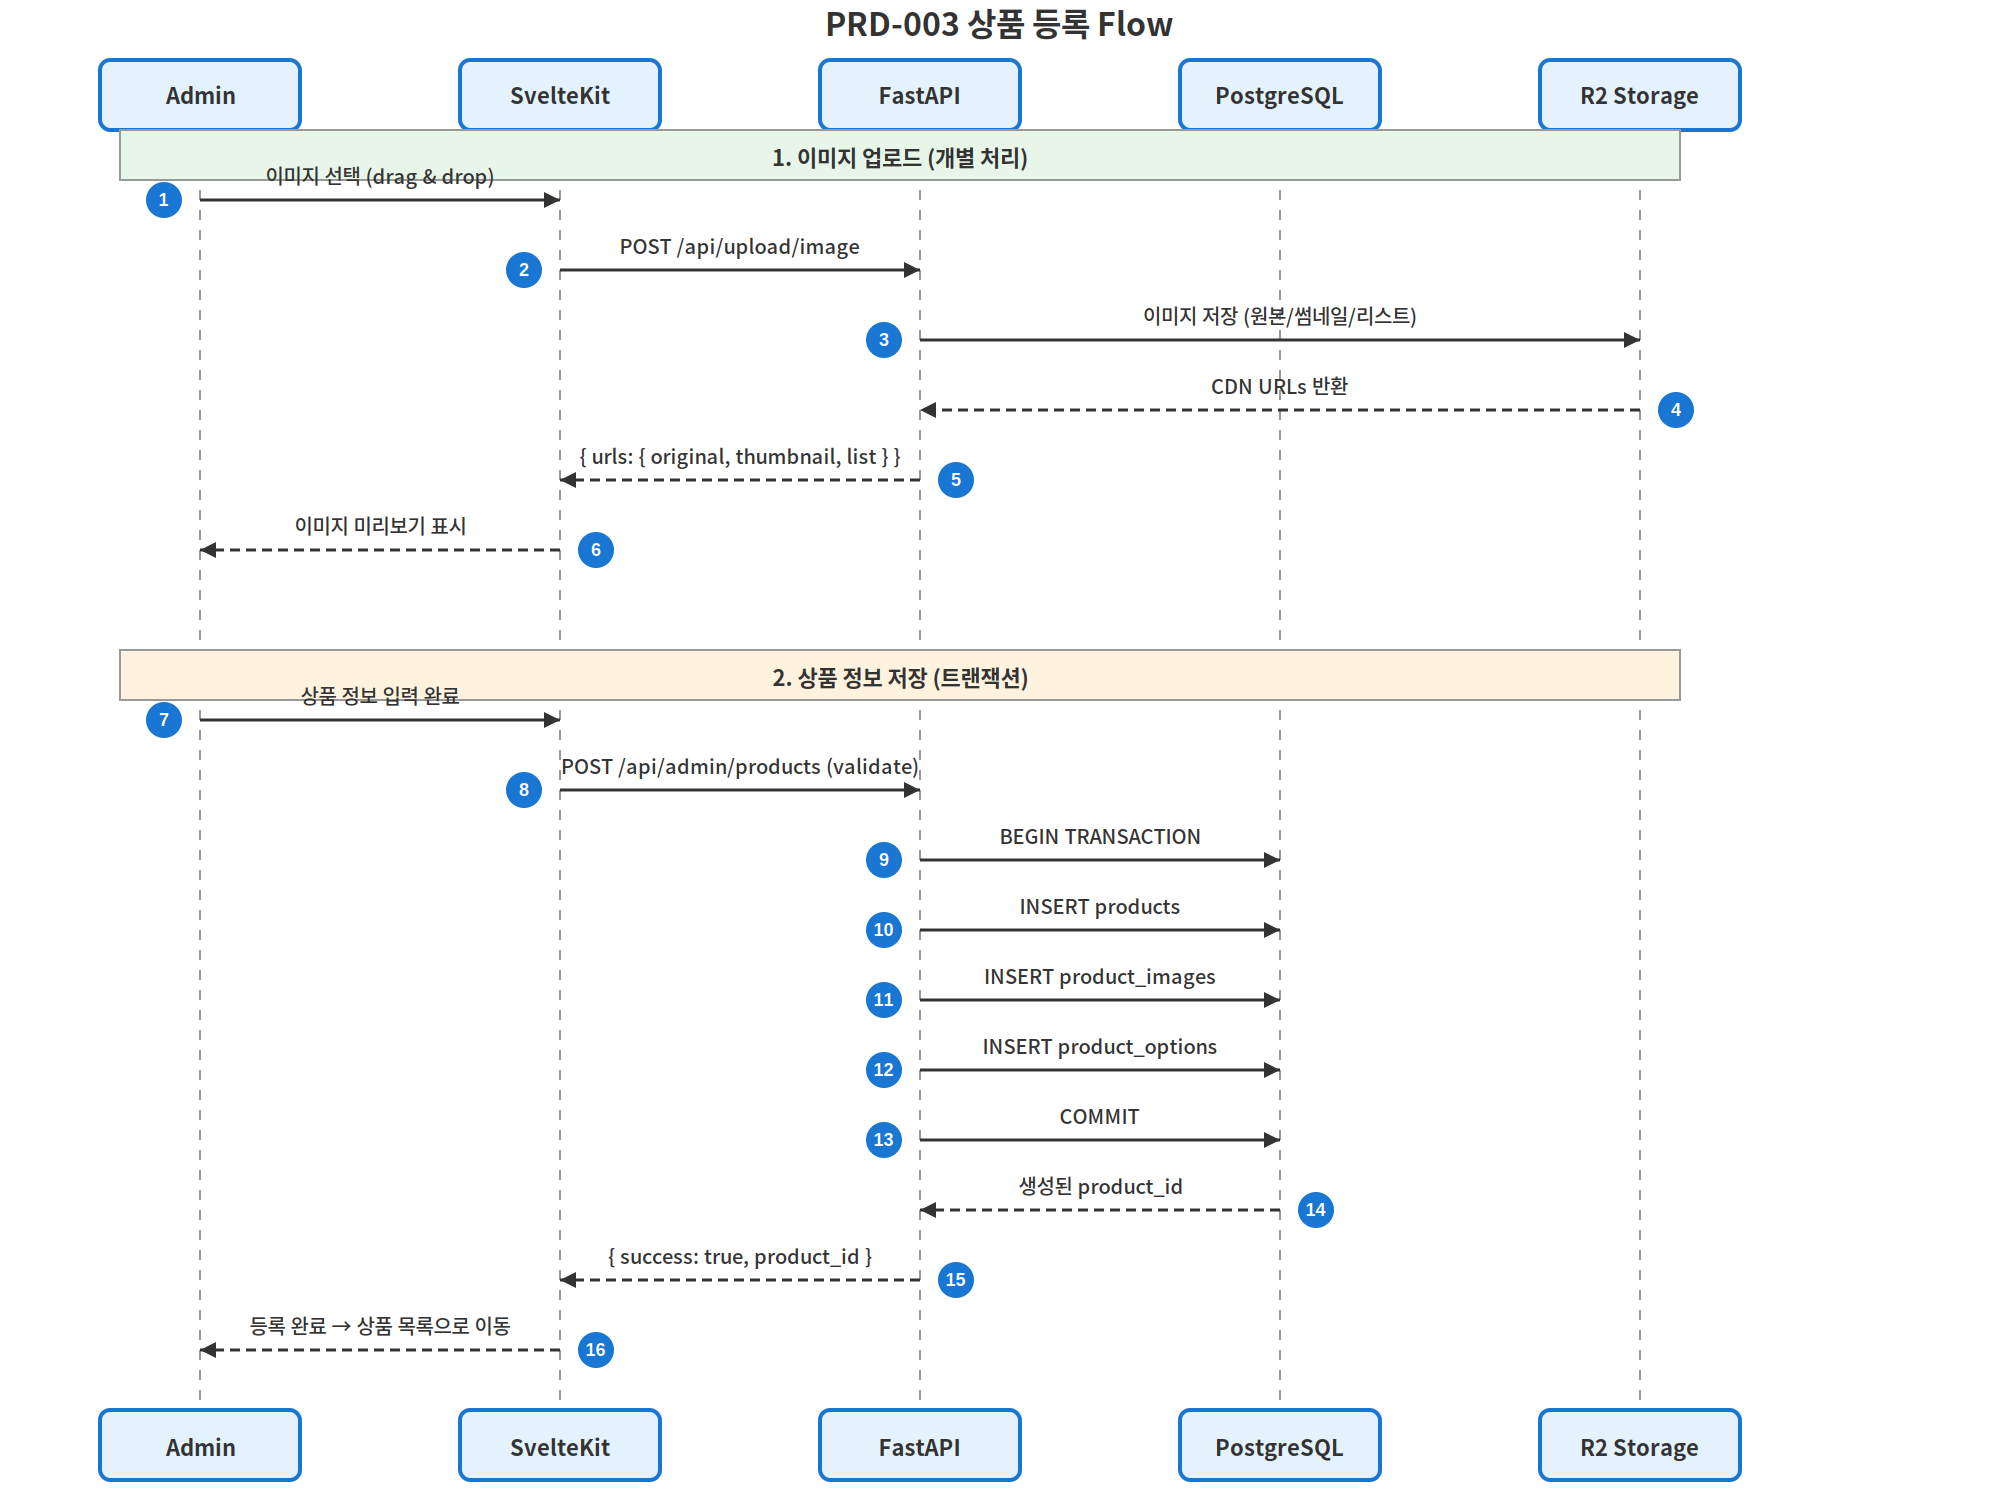 PRD-003 상품 등록 Flow
Admin
SvelteKit
FastAPI
PostgreSQL
R2 Storage
1. 이미지 업로드 (개별 처리)
이미지 선택 (drag & drop)
1
POST /api/upload/image
2
이미지 저장 (원본/썸네일/리스트)
3
CDN URLs 반환
4
{ urls: { original, thumbnail, list } }
5
이미지 미리보기 표시
6
2. 상품 정보 저장 (트랜잭션)
상품 정보 입력 완료
7
POST /api/admin/products (validate)
8
BEGIN TRANSACTION
9
INSERT products
10
INSERT product_images
11
INSERT product_options
12
COMMIT
13
생성된 product_id
14
{ success: true, product_id }
15
등록 완료 → 상품 목록으로 이동
16
Admin
SvelteKit
FastAPI
PostgreSQL
R2 Storage